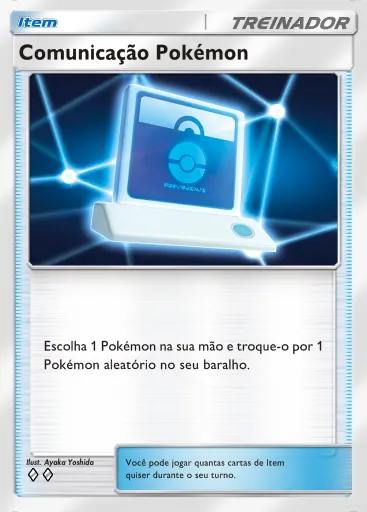 Item
TREINADOR
Comunicação Pokémon
Escolha 1 Pokémon na sua mão e troque-o por 1
Pokémon aleatório no seu baralho.
Ilust. Ayaka Yoshida
Você pode jogar quantas cartas de Item
quiser durante o seu turno.